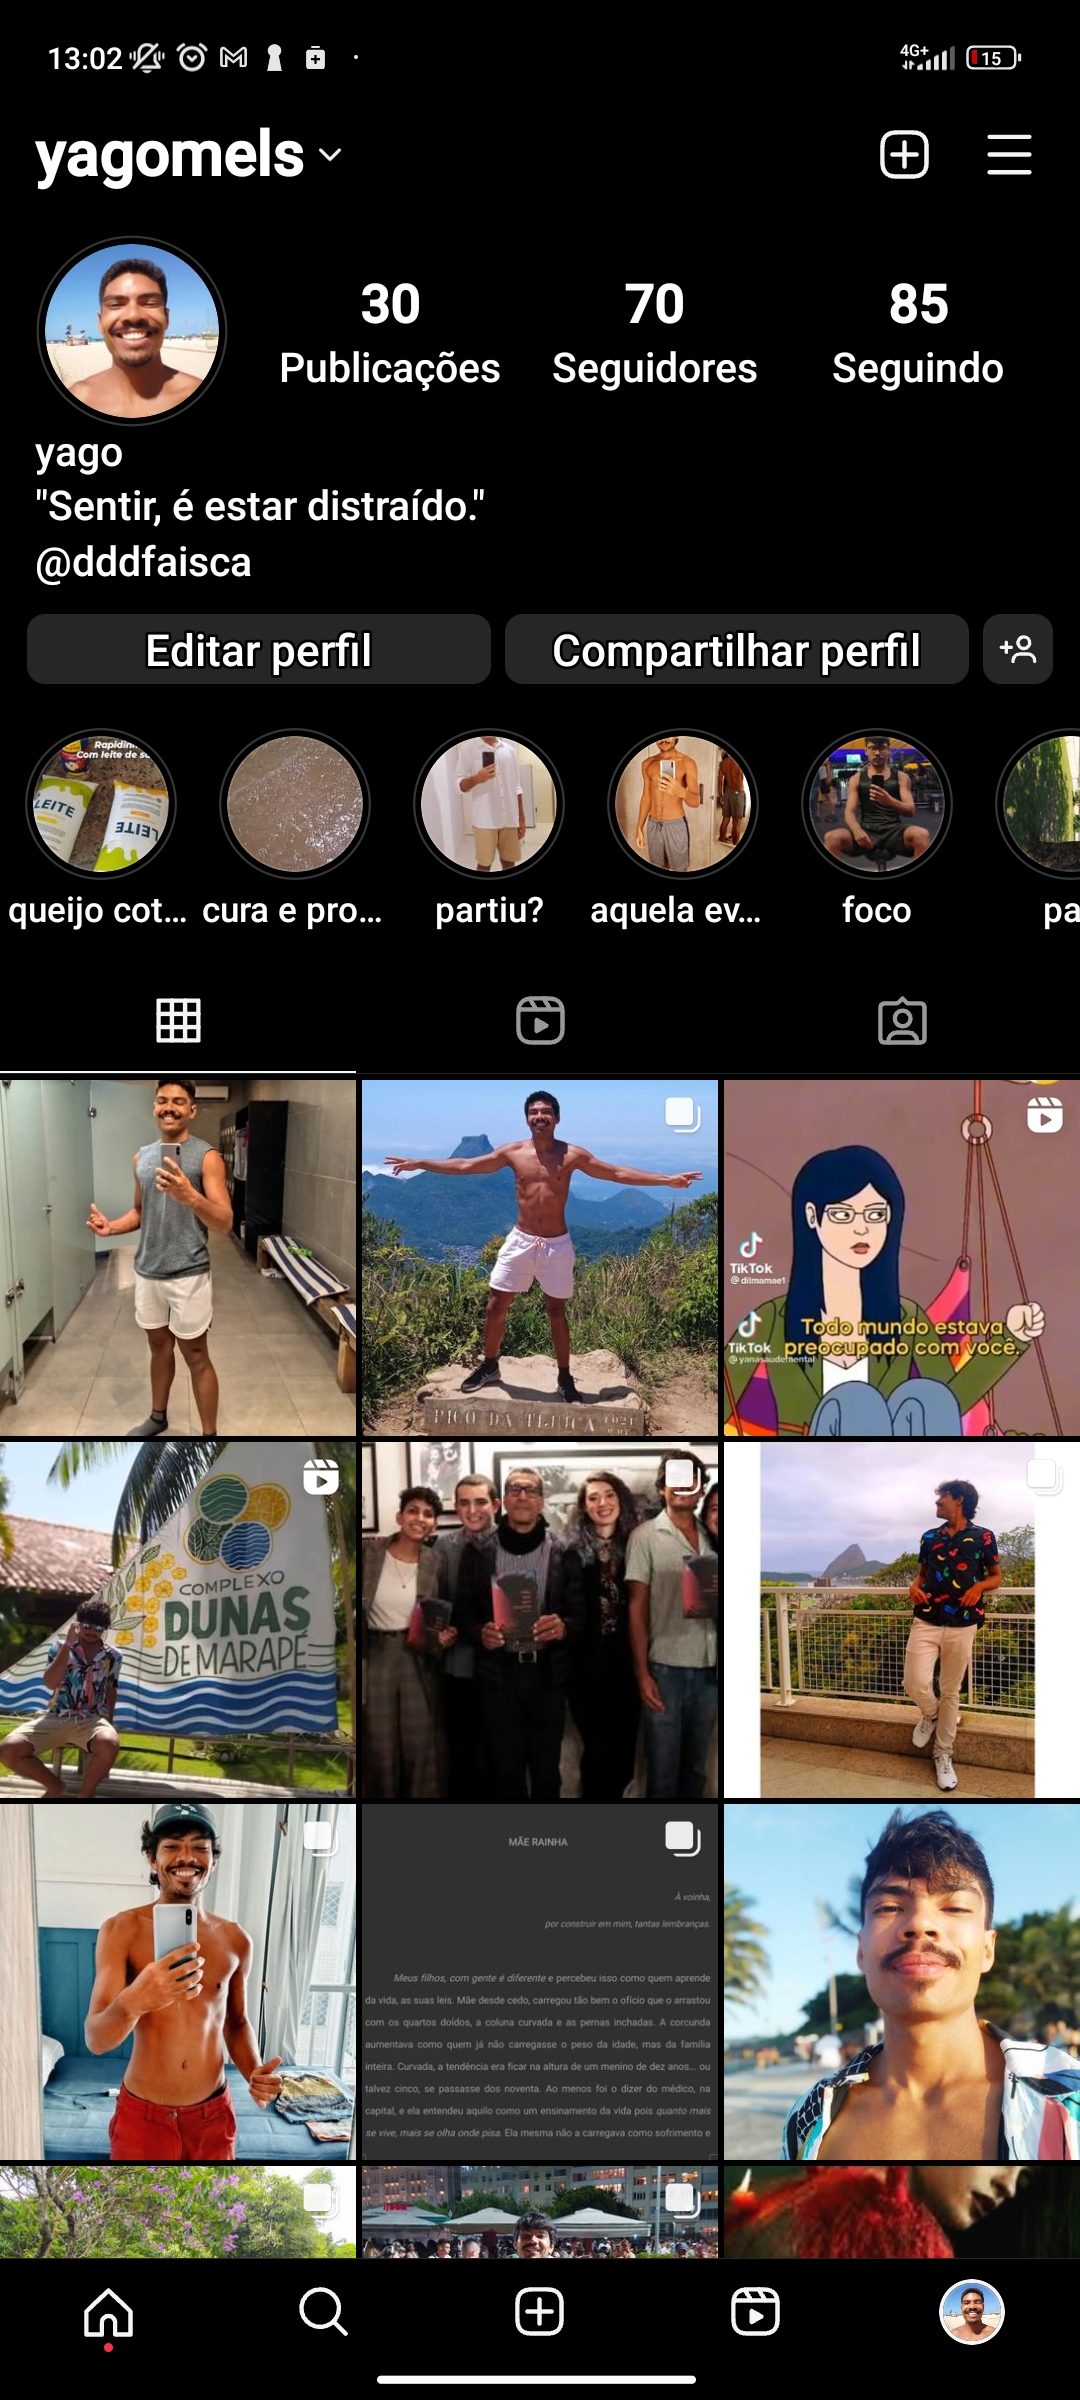 13:02
4G+
15
yagomels
30
70
85
Publicações
Seguidores
Seguindo
yago
"Sentir, é estar distraído."
@dddfaisca
Editar perfil
Compartilhar perfil
Rapidin
Com leite de sa
LEITE
LEITE
queijo cot...
cura e pro...
partiu?
aquela ev...
foco
pa
PICO DA TIJUCA 1021
TikTok
@dilmamae1
TikTok
@yanasaudemental
Todo mundo estava
preocupado com você.
COMPLEXO
DUNAS
DE MARAPÉ
MÃE RAINHA
À voinha,
por construir em mim, tantas lembranças.
Meus filhos, com gente é diferente e percebeu isso como quem aprende
da vida, as suas leis. Mãe desde cedo, carregou tão bem o ofício que o arrastou
com os quartos doídos, a coluna curvada e as pernas inchadas. A corcunda
aumentava como quem já não carregasse o peso da idade, mas da família
inteira. Curvada, a tendência era ficar na altura de um menino de dez anos... ou
talvez cinco, se passasse dos noventa. Ao menos foi o dizer do médico, na
capital, e ela entendeu aquilo como um ensinamento da vida pois quanto mais
se vive, mais se olha onde pisa. Ela mesma não a carregava como sofrimento e